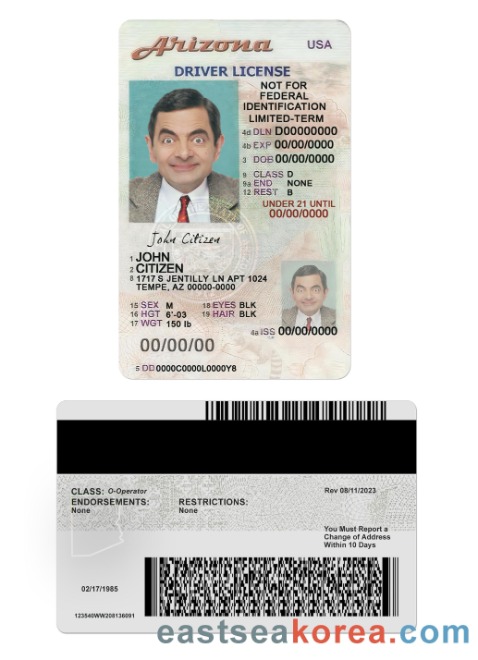 Arizona USA
DRIVER LICENSE
NOT FOR
FEDERAL
IDENTIFICATION
LIMITED-TERM
4d DLN D00000000
4b EXP 00/00/0000
3 DOB 00/00/0000
9 CLASS D
9a END NONE
12 REST B
UNDER 21 UNTIL
00/00/0000
John Citizen
1 JOHN
2 CITIZEN
8 1717 S JENTILLY LN APT 1024
TEMPE, AZ 00000-0000
15 SEX M 18 EYES BLK
16 HGT 6'-03 19 HAIR BLK
17 WGT 150 lb
4a ISS 00/00/0000
00/00/00
5 DD 0000C0000L0000Y8
CLASS: O-Operator Rev 08/11/2023
ENDORSEMENTS: RESTRICTIONS:
None None
You Must Report a
Change of Address
Within 10 Days
02/17/1985
123540WW208136091
eastseakorea.com